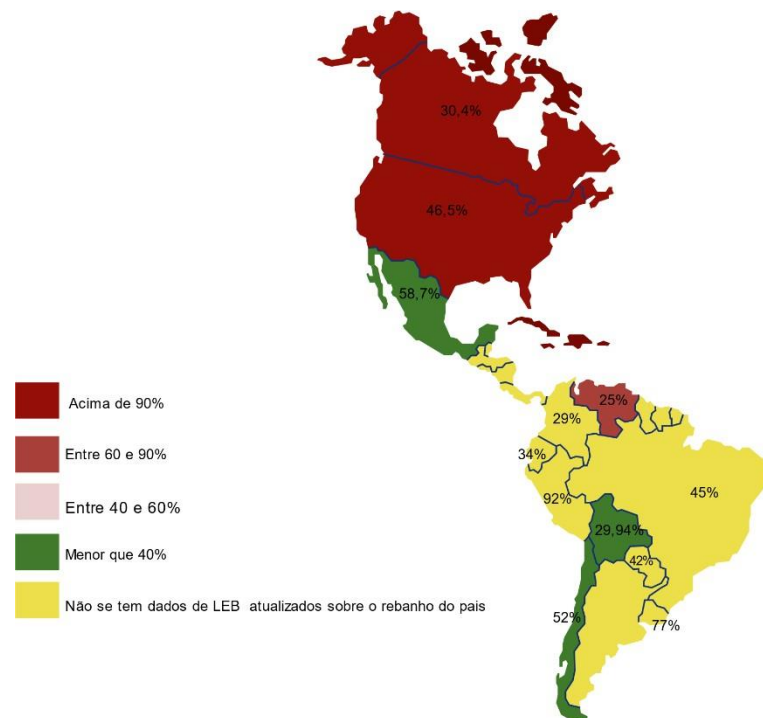 30,4%
46,5%
58,7%
Acima de 90%
Entre 60 e 90%
Entre 40 e 60%
Menor que 40%
Não se tem dados de LEB atualizados sobre o rebanho do pais
25%
29%
34%
92%
45%
29,94%
42%
52%
77%